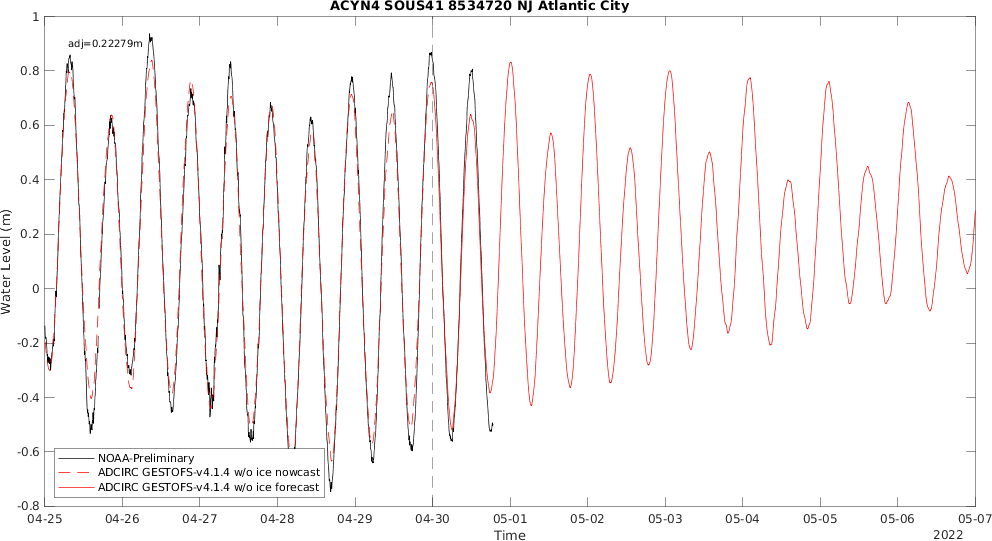 ACYN4 SOUS41 8534720 NJ Atlantic City
adj=0.22279m
Water Level (m)
1
0.8
0.6
0.4
0.2
0
-0.2
-0.4
-0.6
-0.8
NOAA-Preliminary
ADCIRC GESTOFS-v4.1.4 w/o ice nowcast
ADCIRC GESTOFS-v4.1.4 w/o ice forecast
04-25 04-26 04-27 04-28 04-29 04-30 05-01 05-02 05-03 05-04 05-05 05-06 05-07
Time
2022